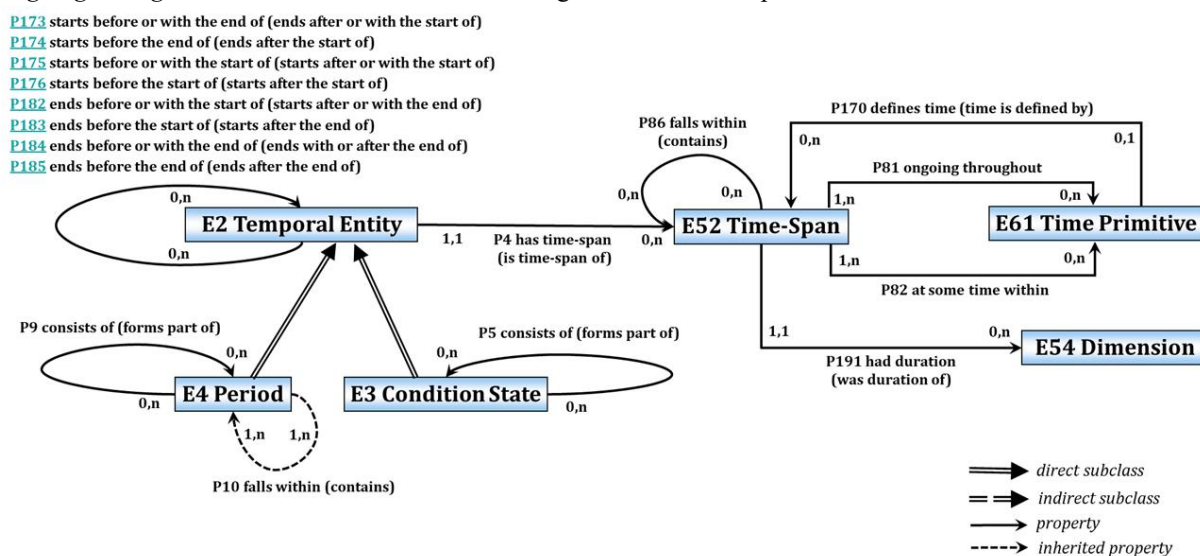 P173 starts before or with the end of (ends after or with the start of)
P174 starts before the end of (ends after the start of)
P175 starts before or with the start of (starts after or with the start of)
P176 starts before the start of (starts after the start of)
P182 ends before or with the start of (starts after or with the end of)
P183 ends before the start of (starts after the end of)
P184 ends before or with the end of (ends with or after the end of)
P185 ends before the end of (ends after the end of)
P170 defines time (time is defined by)
P86 falls within
(contains)
0,n
0,1
P81 ongoing throughout
0,n
0,n
0,n
1,n
0,n
E2 Temporal Entity
E52 Time-Span
E61 Time Primitive
1,1
P4 has time-span
(is time-span of)
0,n
0,n
1,n
0,n
P82 at some time within
P9 consists of (forms part of)
P5 consists of (forms part of)
1,1
0,n
0,n
0,n
E54 Dimension
P191 had duration
(was duration of)
E4 Period
E3 Condition State
0,n
0,n
1,n
1,n
P10 falls within (contains)
direct subclass
indirect subclass
property
inherited property